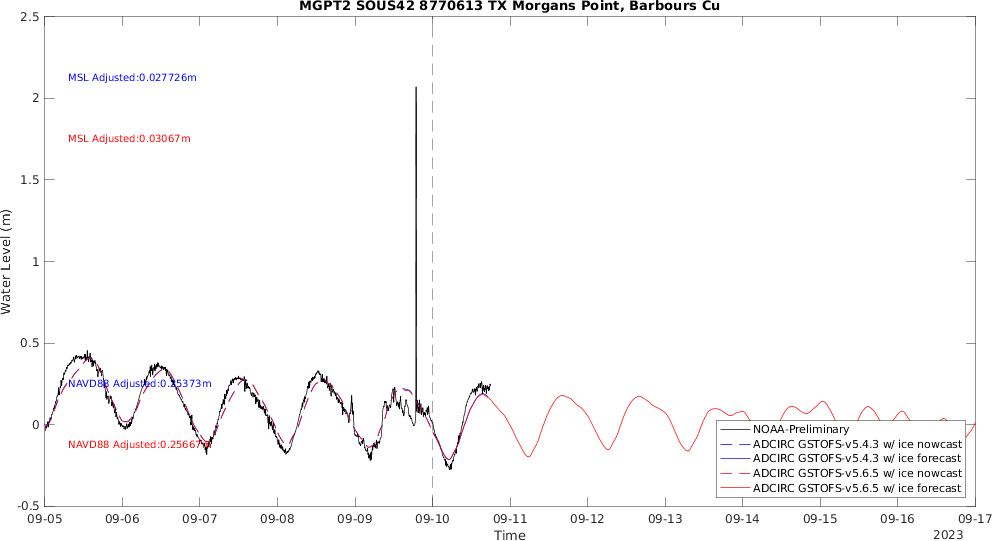 MGPT2 SOUS42 8770613 TX Morgans Point, Barbours Cu
2.5
2
1.5
1
0.5
0
-0.5
Water Level (m)
MSL Adjusted:0.027726m
MSL Adjusted:0.03067m
NAVD88 Adjusted:0.25373m
NAVD88 Adjusted:0.25667m
NOAA-Preliminary
ADCIRC GSTOFS-v5.4.3 w/ ice nowcast
ADCIRC GSTOFS-v5.4.3 w/ ice forecast
ADCIRC GSTOFS-v5.6.5 w/ ice nowcast
ADCIRC GSTOFS-v5.6.5 w/ ice forecast
09-05 09-06 09-07 09-08 09-09 09-10 09-11 09-12 09-13 09-14 09-15 09-16 09-17
Time
2023